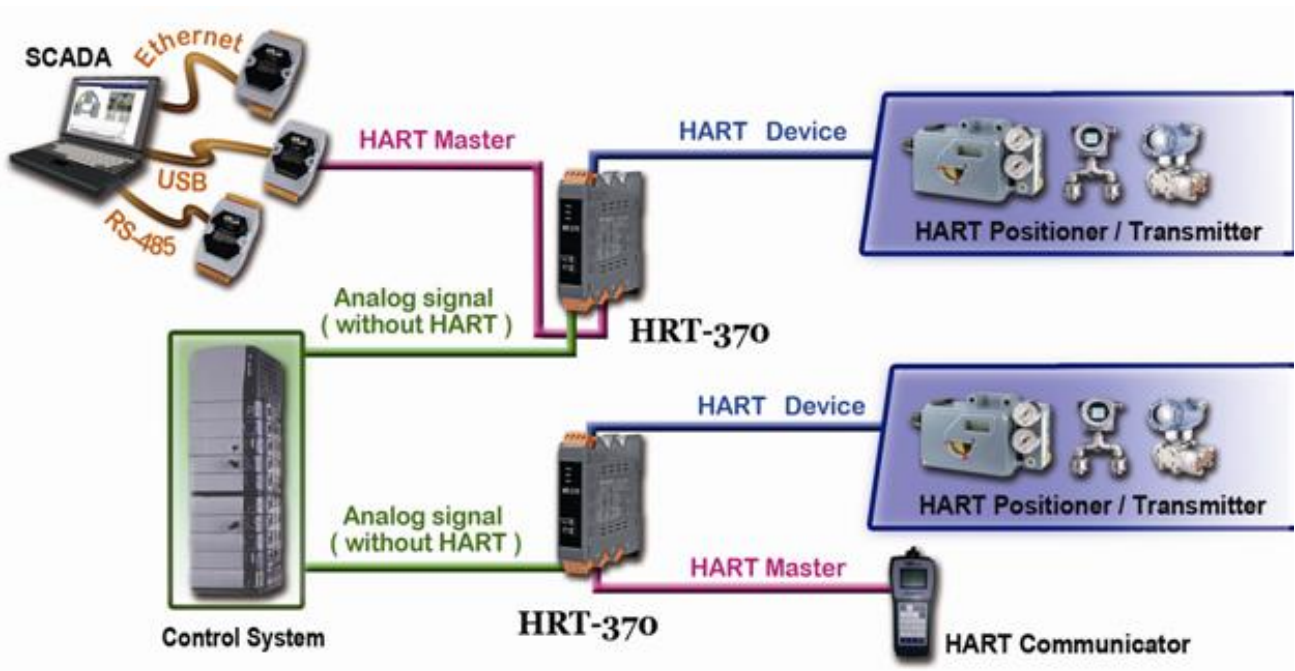 SCADA
Ethernet
USB
RS-485
HART Master
HART Device
HART Positioner / Transmitter
Analog signal
( without HART )
HRT-370
HART Device
HART Positioner / Transmitter
Analog signal
( without HART )
HART Master
HRT-370
Control System
HART Communicator